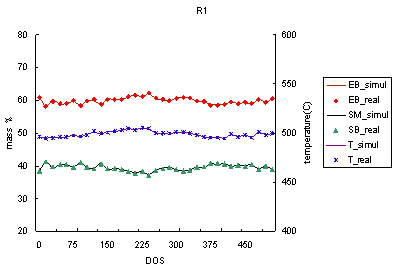 R1
80
70
60
50
40
30
20
mass %
600
550
500
450
400
temperature(C)
0
75
150
225
300
375
450
DOS
EB_simul
EB_real
SM_simul
SB_real
T_simul
T_real